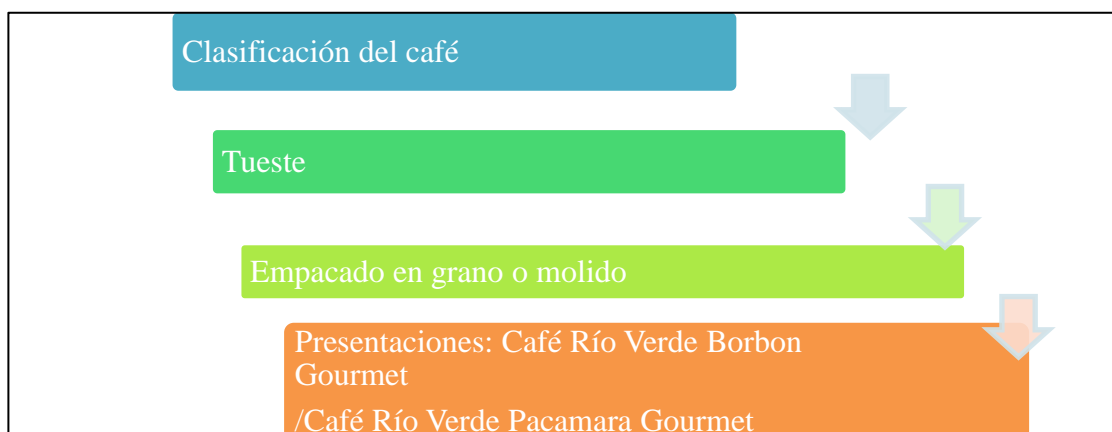 Clasificación del café
Tueste
Empacado en grano o molido
Presentaciones: Café Río Verde Borbon
Gourmet
/Café Río Verde Pacamara Gourmet